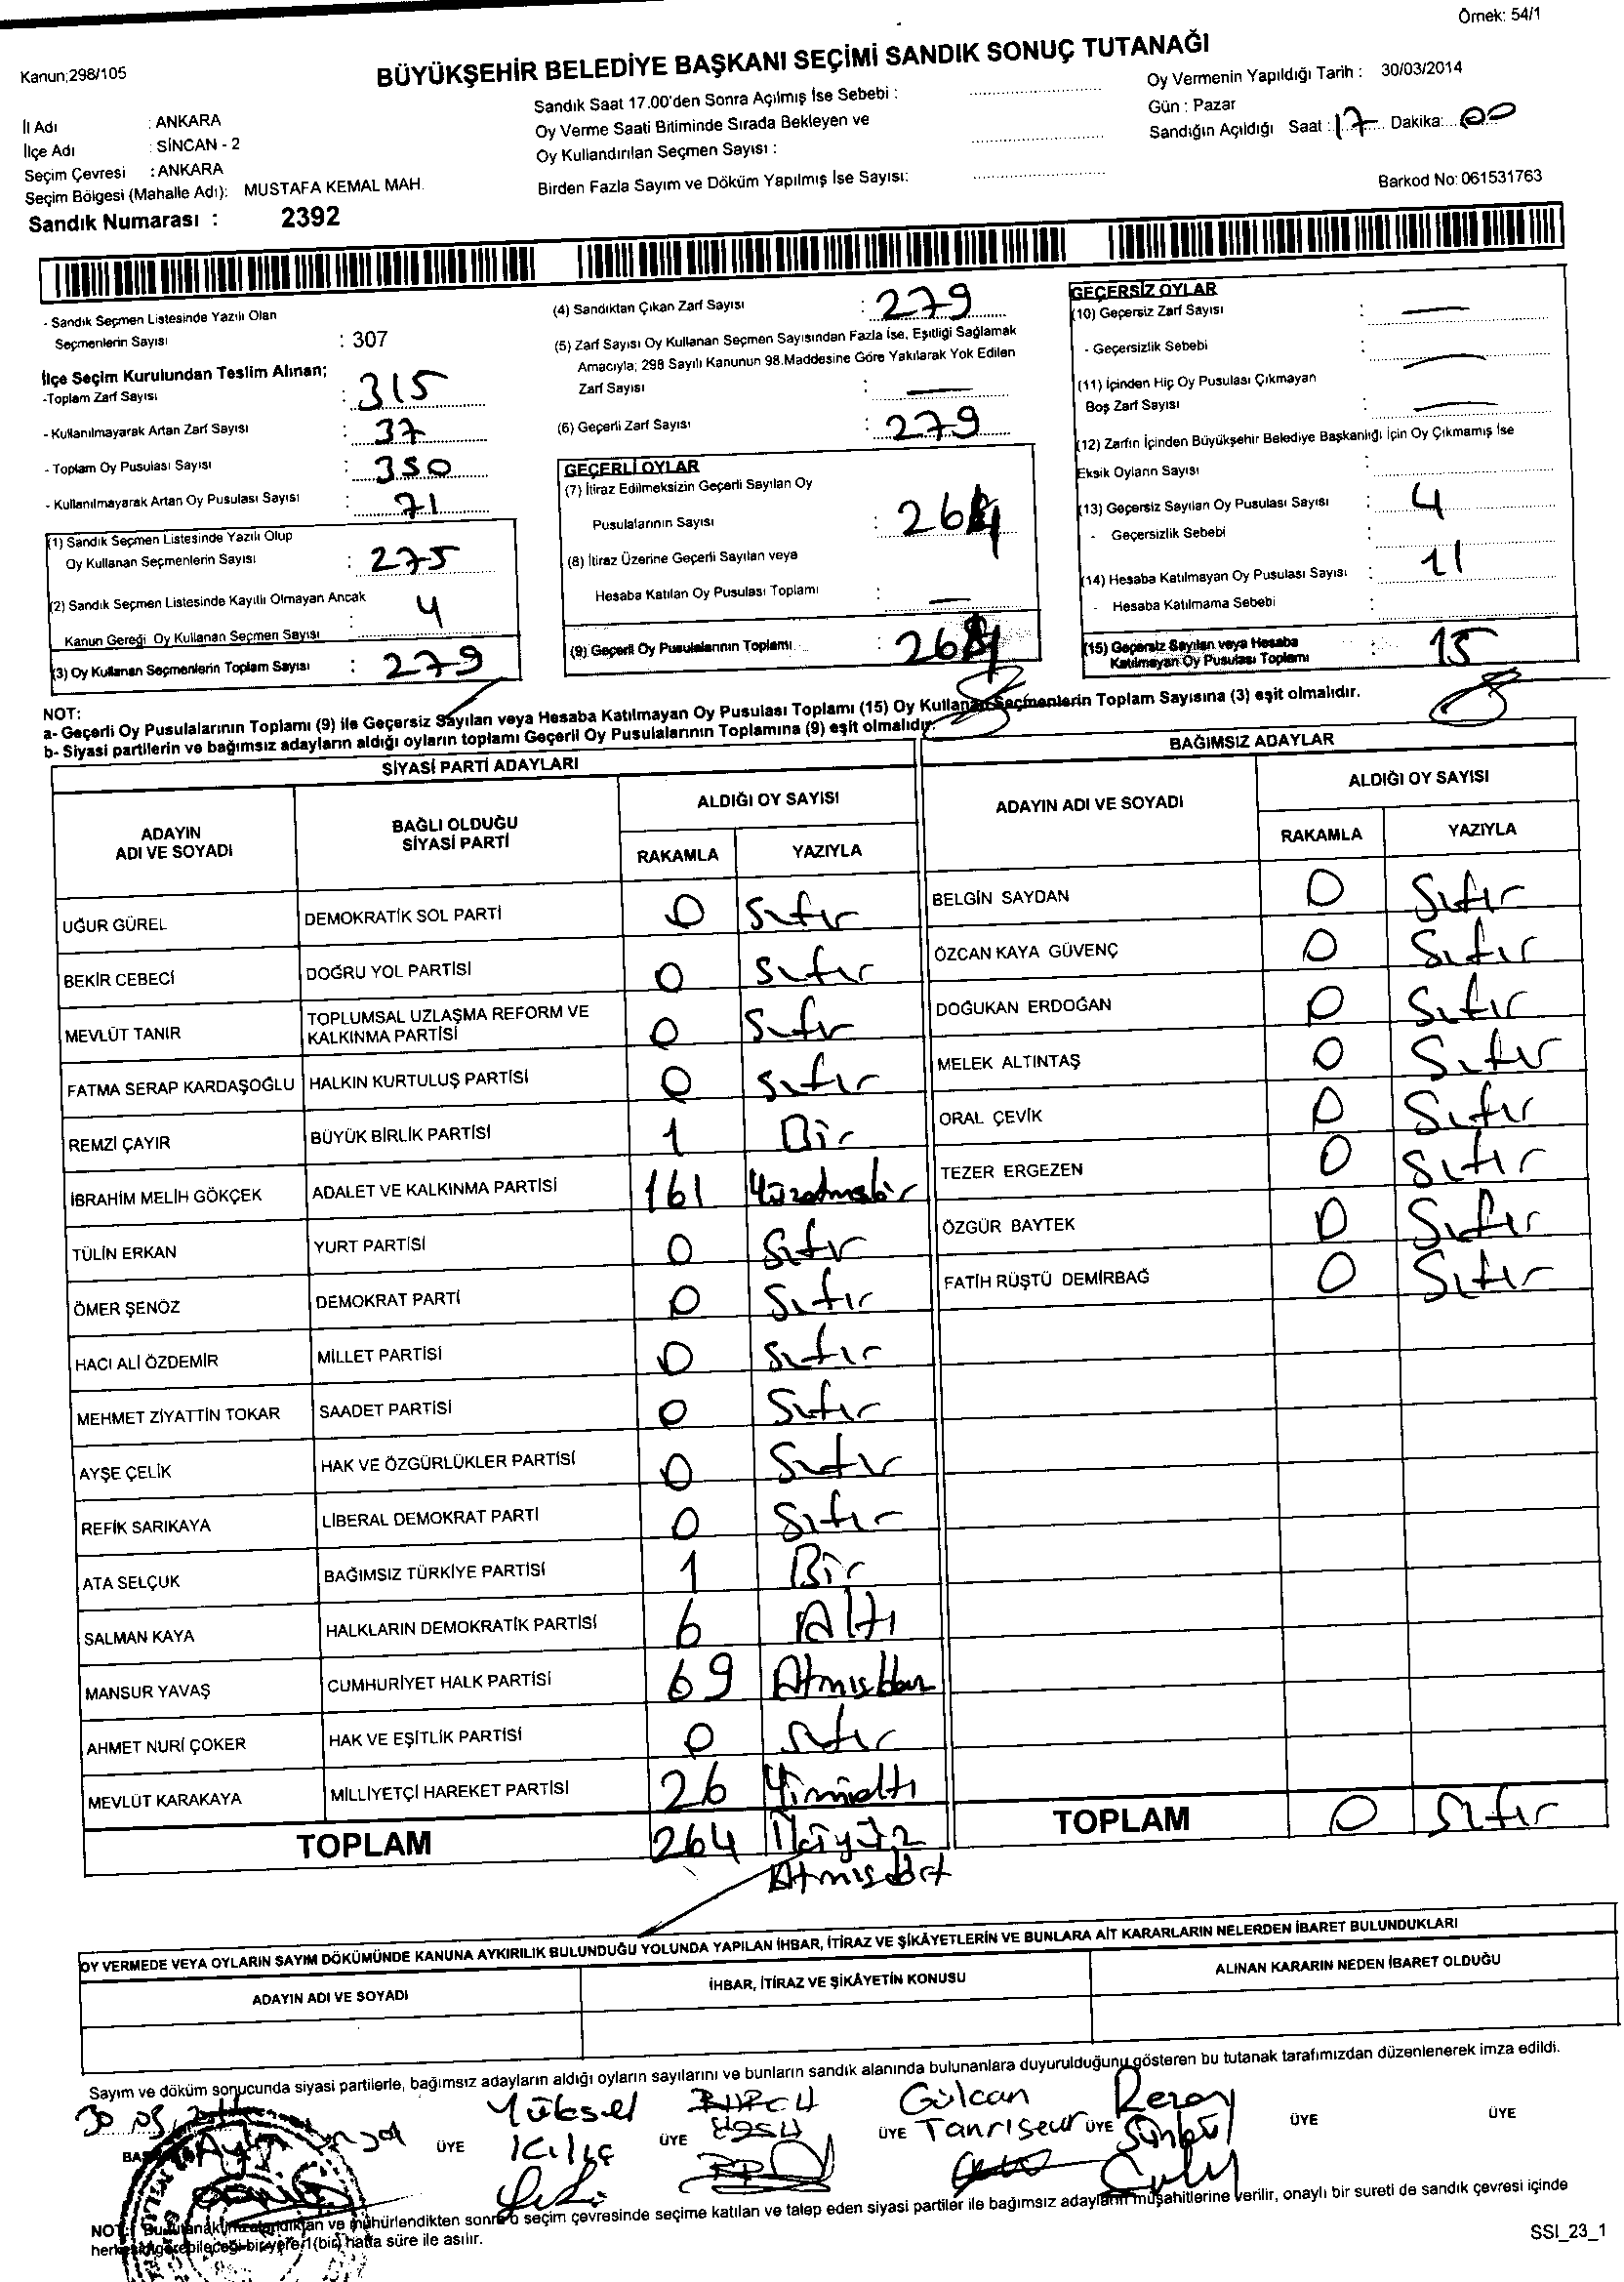 Örnek: 54/1
Kanun;298/105
BÜYÜKŞEHİR BELEDİYE BAŞKANI SEÇİMİ SANDIK SONUÇ TUTANAĞI
İl Adı : ANKARA
İlçe Adı : SİNCAN - 2
Seçim Çevresi : ANKARA
Seçim Bölgesi (Mahalle Adı): MUSTAFA KEMAL MAH.
Sandık Numarası : 2392
Sandık Saat 17.00'den Sonra Açılmış İse Sebebi :
Oy Verme Saati Bitiminde Sırada Bekleyen ve
Oy Kullandırılan Seçmen Sayısı :
Birden Fazla Sayım ve Döküm Yapılmış İse Sayısı:
Oy Vermenin Yapıldığı Tarih : 30/03/2014
Gün : Pazar
Sandığın Açıldığı Saat : 17 Dakika: 00
Barkod No: 061531763
- Sandık Seçmen Listesinde Yazılı Olan
Seçmenlerin Sayısı : 307
İlçe Seçim Kurulundan Teslim Alınan;
-Toplam Zarf Sayısı : 315
- Kullanılmayarak Artan Zarf Sayısı : 37
- Toplam Oy Pusulası Sayısı : 350
- Kullanılmayarak Artan Oy Pusulası Sayısı : 71
(1) Sandık Seçmen Listesinde Yazılı Olup
Oy Kullanan Seçmenlerin Sayısı : 275
(2) Sandık Seçmen Listesinde Kayıtlı Olmayan Ancak
Kanun Gereği Oy Kullanan Seçmen Sayısı : 4
(3) Oy Kullanan Seçmenlerin Toplam Sayısı : 279
(4) Sandıktan Çıkan Zarf Sayısı : 279
(5) Zarf Sayısı Oy Kullanan Seçmen Sayısından Fazla İse, Eşitliği Sağlamak
Amacıyla; 298 Sayılı Kanunun 98.Maddesine Göre Yakılarak Yok Edilen
Zarf Sayısı : —
(6) Geçerli Zarf Sayısı : 279
GEÇERLİ OYLAR
(7) İtiraz Edilmeksizin Geçerli Sayılan Oy
Pusulalarının Sayısı : 264
(8) İtiraz Üzerine Geçerli Sayılan veya
Hesaba Katılan Oy Pusulası Toplamı : —
(9) Geçerli Oy Pusulalarının Toplamı : 264
GEÇERSİZ OYLAR
(10) Geçersiz Zarf Sayısı : —
- Geçersizlik Sebebi : —
(11) İçinden Hiç Oy Pusulası Çıkmayan
Boş Zarf Sayısı : —
(12) Zarfın İçinden Büyükşehir Belediye Başkanlığı İçin Oy Çıkmamış İse
Eksik Oyların Sayısı :
(13) Geçersiz Sayılan Oy Pusulası Sayısı : 4
- Geçersizlik Sebebi :
(14) Hesaba Katılmayan Oy Pusulası Sayısı : 11
- Hesaba Katılmama Sebebi :
(15) Geçersiz Sayılan veya Hesaba
Katılmayan Oy Pusulası Toplamı : 15
NOT:
a- Geçerli Oy Pusulalarının Toplamı (9) ile Geçersiz Sayılan veya Hesaba Katılmayan Oy Pusulası Toplamı (15) Oy Kullanan Seçmenlerin Toplam Sayısına (3) eşit olmalıdır.
b- Siyasi partilerin ve bağımsız adayların aldığı oyların toplamı Geçerli Oy Pusulalarının Toplamına (9) eşit olmalıdır.
SİYASİ PARTİ ADAYLARI
ADAYIN ADI VE SOYADI BAĞLI OLDUĞU SİYASİ PARTİ ALDIĞI OY SAYISI
RAKAMLA YAZIYLA
UĞUR GÜREL DEMOKRATİK SOL PARTİ 0 Sıfır
BEKİR CEBECİ DOĞRU YOL PARTİSİ 0 Sıfır
MEVLÜT TANIR TOPLUMSAL UZLAŞMA REFORM VE KALKINMA PARTİSİ 0 Sıfır
FATMA SERAP KARDAŞOĞLU HALKIN KURTULUŞ PARTİSİ 0 Sıfır
REMZİ ÇAYIR BÜYÜK BİRLİK PARTİSİ 1 Bir
İBRAHİM MELİH GÖKÇEK ADALET VE KALKINMA PARTİSİ 161 Yüzatmışbir
TÜLİN ERKAN YURT PARTİSİ 0 Sıfır
ÖMER ŞENÖZ DEMOKRAT PARTİ 0 Sıfır
HACI ALİ ÖZDEMİR MİLLET PARTİSİ 0 Sıfır
MEHMET ZİYATTİN TOKAR SAADET PARTİSİ 0 Sıfır
AYŞE ÇELİK HAK VE ÖZGÜRLÜKLER PARTİSİ 0 Sıfır
REFİK SARIKAYA LİBERAL DEMOKRAT PARTİ 0 Sıfır
ATA SELÇUK BAĞIMSIZ TÜRKİYE PARTİSİ 1 Bir
SALMAN KAYA HALKLARIN DEMOKRATİK PARTİSİ 6 Altı
MANSUR YAVAŞ CUMHURİYET HALK PARTİSİ 69 Atmışdokuz
AHMET NURİ ÇOKER HAK VE EŞİTLİK PARTİSİ 0 sıfır
MEVLÜT KARAKAYA MİLLİYETÇİ HAREKET PARTİSİ 26 Yirmialtı
TOPLAM 264 İkiyüz
Atmışdört
BAĞIMSIZ ADAYLAR
ADAYIN ADI VE SOYADI ALDIĞI OY SAYISI
RAKAMLA YAZIYLA
BELGİN SAYDAN 0 Sıfır
ÖZCAN KAYA GÜVENÇ 0 Sıfır
DOĞUKAN ERDOĞAN 0 Sıfır
MELEK ALTINTAŞ 0 Sıfır
ORAL ÇEVİK 0 Sıfır
TEZER ERGEZEN 0 Sıfır
ÖZGÜR BAYTEK 0 Sıfır
FATİH RÜŞTÜ DEMİRBAĞ 0 Sıfır
TOPLAM 0 Sıfır
OY VERMEDE VEYA OYLARIN SAYIM DÖKÜMÜNDE KANUNA AYKIRILIK BULUNDUĞU YOLUNDA YAPILAN İHBAR, İTİRAZ VE ŞİKÂYETLERİN VE BUNLARA AİT KARARLARIN NELERDEN İBARET BULUNDUKLARI
ADAYIN ADI VE SOYADI İHBAR, İTİRAZ VE ŞİKÂYETİN KONUSU ALINAN KARARIN NEDEN İBARET OLDUĞU
Sayım ve döküm sonucunda siyasi partilerle, bağımsız adayların aldığı oyların sayılarını ve bunların sandık alanında bulunanlara duyurulduğunu gösteren bu tutanak tarafımızdan düzenlenerek imza edildi.
Yüksel Gülcan
ÜYE Kılıç ÜYE ÜYE Tanrıseur ÜYE Sünbül ÜYE ÜYE
NOT: Bu tutanak imzalandıktan ve mühürlendikten sonra o seçim çevresinde seçime katılan ve talep eden siyasi partiler ile bağımsız adayların müşahitlerine verilir, onaylı bir sureti de sandık çevresi içinde
herkesin görebileceği bir yere 1(bir) hafta süre ile asılır.
SSI_23_1